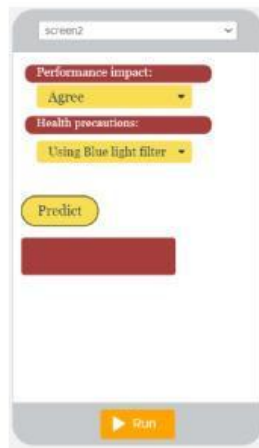 screen2
Performance impact:
Agree
Health precautions:
Using Blue light filter
Predict
Run